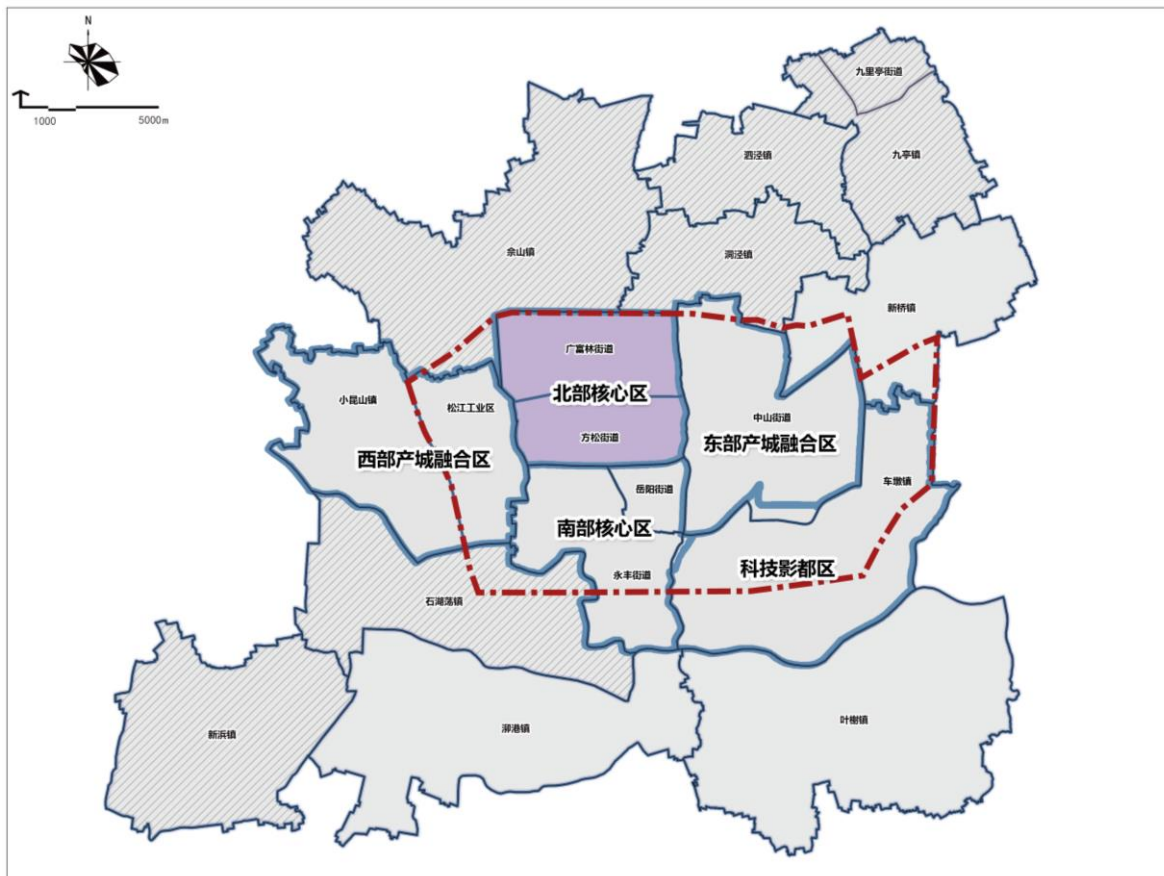 N
1000 5000m
九里亭街道
泗泾镇
九亭镇
佘山镇
洞泾镇
新桥镇
广富林街道
小昆山镇
松江工业区
北部核心区
中山街道
方松街道
东部产城融合区
西部产城融合区
车墩镇
岳阳街道
南部核心区
科技影都区
永丰街道
石湖荡镇
叶榭镇
新浜镇
泖港镇